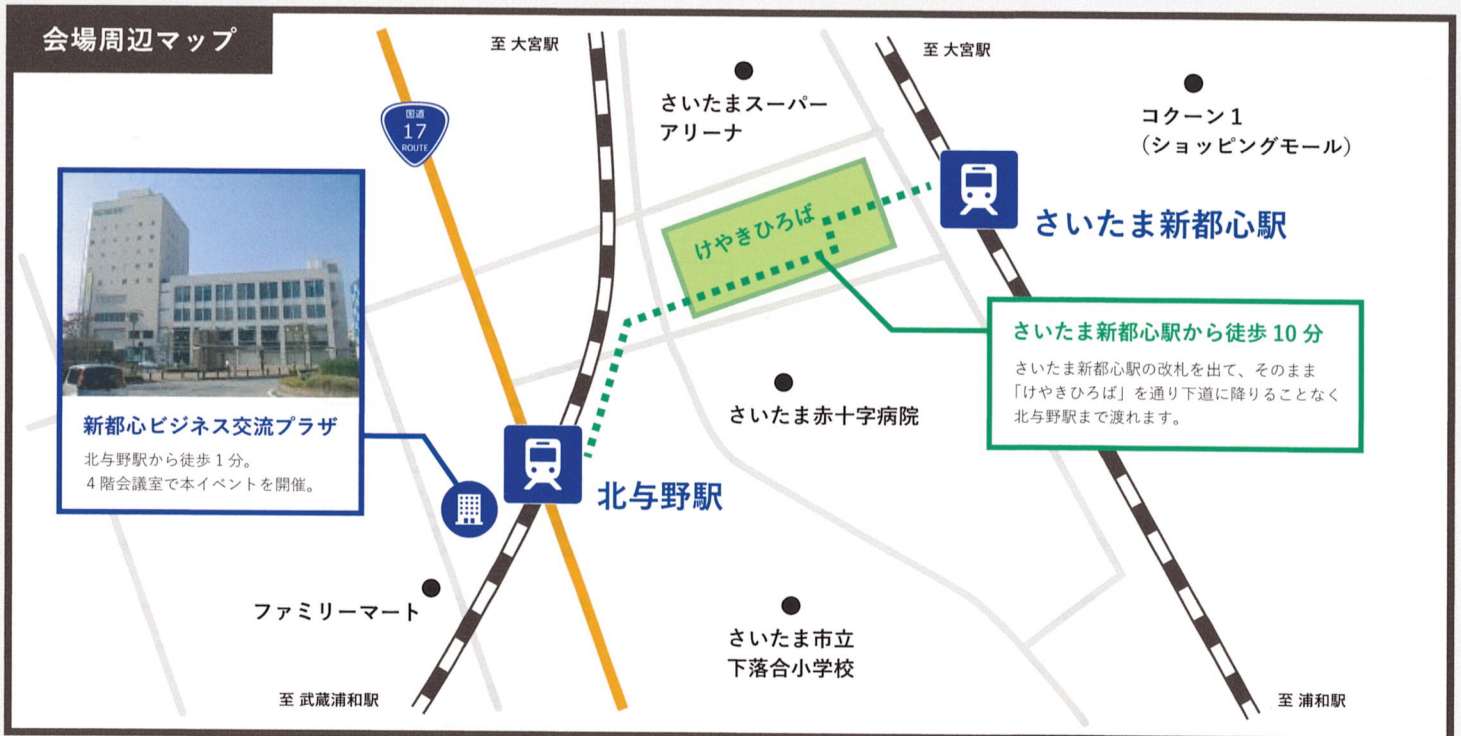 会場周辺マップ
至 大宮駅
至 大宮駅
国道
17
ROUTE
さいたまスーパー
アリーナ
コクーン1
(ショッピングモール)
けやきひろば
さいたま新都心駅
さいたま新都心駅から徒歩 10 分
さいたま新都心駅の改札を出て、そのまま
「けやきひろば」を通り下道に降りることなく
北与野駅まで渡れます。
新都心ビジネス交流プラザ
北与野駅から徒歩 1 分。
4 階会議室で本イベントを開催。
さいたま赤十字病院
北与野駅
ファミリーマート
さいたま市立
下落合小学校
至 武蔵浦和駅
至 浦和駅